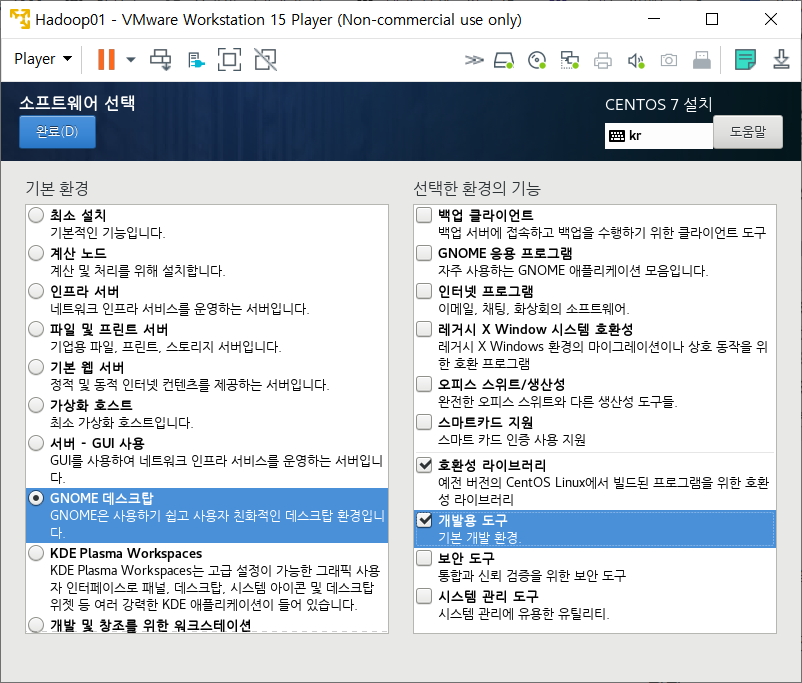 Hadoop01 - VMware Workstation 15 Player (Non-commercial use only)
Player
소프트웨어 선택
완료(D)
CENTOS 7 설치
kr
도움말
기본 환경
최소 설치
기본적인 기능입니다.
계산 노드
계산 및 처리를 위해 설치합니다.
인프라 서버
네트워크 인프라 서비스를 운영하는 서버입니다.
파일 및 프린트 서버
기업용 파일, 프린트, 스토리지 서버입니다.
기본 웹 서버
정적 및 동적 인터넷 컨텐츠를 제공하는 서버입니다.
가상화 호스트
최소 가상화 호스트입니다.
서버 - GUI 사용
GUI를 사용하여 네트워크 인프라 서비스를 운영하는 서버입니
다.
GNOME 데스크탑
GNOME은 사용하기 쉽고 사용자 친화적인 데스크탑 환경입니
다.
KDE Plasma Workspaces
KDE Plasma Workspaces는 고급 설정이 가능한 그래픽 사용
자 인터페이스로 패널, 데스크탑, 시스템 아이콘 및 데스크탑
위젯 등 여러 강력한 KDE 애플리케이션이 들어 있습니다.
개발 및 창조를 위한 워크스테이션
선택한 환경의 기능
백업 클라이언트
백업 서버에 접속하고 백업을 수행하기 위한 클라이언트 도구
GNOME 응용 프로그램
자주 사용하는 GNOME 애플리케이션 모음입니다.
인터넷 프로그램
이메일, 채팅, 화상회의 소프트웨어.
레거시 X Window 시스템 호환성
레거시 X Windows 환경의 마이그레이션이나 상호 동작을 위
한 호환 프로그램
오피스 스위트/생산성
완전한 오피스 스위트와 다른 생산성 도구들.
스마트카드 지원
스마트 카드 인증 사용 지원
호환성 라이브러리
예전 버전의 CentOS Linux에서 빌드된 프로그램을 위한 호환
성 라이브러리
개발용 도구
기본 개발 환경.
보안 도구
통합과 신뢰 검증을 위한 보안 도구
시스템 관리 도구
시스템 관리에 유용한 유틸리티.